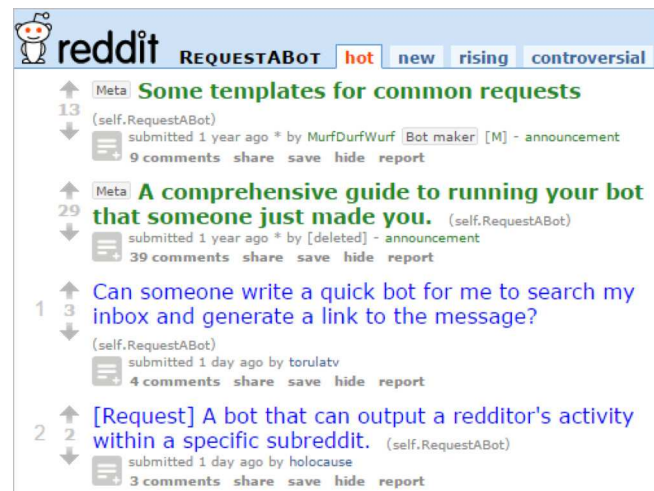 reddit REQUESTABOT hot new rising controversial
Meta Some templates for common requests
13
(self.RequestABot)
submitted 1 year ago * by MurfDurfWurf Bot maker [M] - announcement
9 comments share save hide report
Meta A comprehensive guide to running your bot
29 that someone just made you. (self.RequestABot)
submitted 1 year ago * by [deleted] - announcement
39 comments share save hide report
Can someone write a quick bot for me to search my
1 3 inbox and generate a link to the message?
(self.RequestABot)
submitted 1 day ago by torulatv
4 comments share save hide report
[Request] A bot that can output a redditor's activity
2 2 within a specific subreddit. (self.RequestABot)
submitted 1 day ago by holocause
3 comments share save hide report